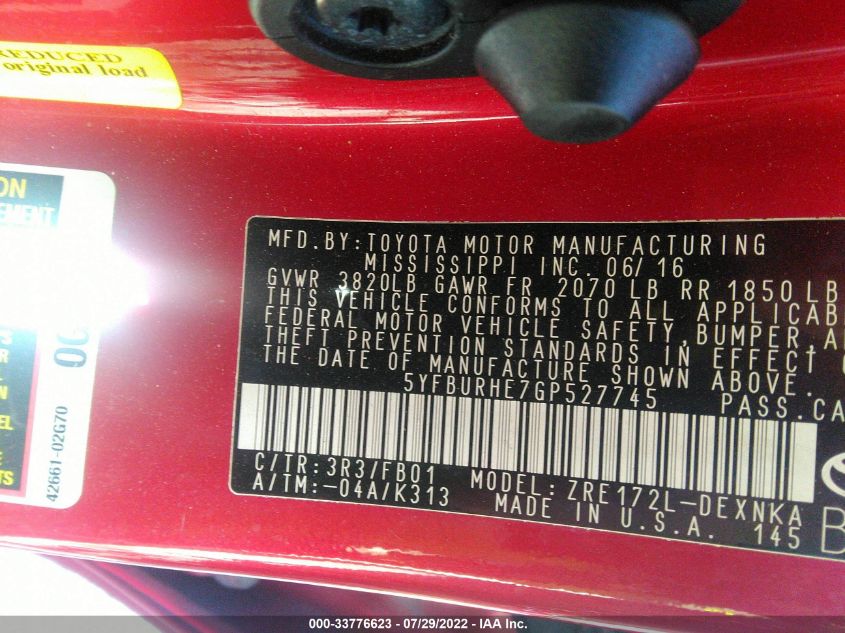 REDUCED
original load
ON
EMENT
42661-02G70
MFD.BY:TOYOTA MOTOR MANUFACTURING
MISSISSIPPI INC. 06/16
GVWR 3820LB GAWR FR 2070 LB RR 1850 LB
THIS VEHICLE CONFORMS TO ALL APPLICAB
FEDERAL MOTOR VEHICLE SAFETY, BUMPER, A
THEFT PREVENTION STANDARDS IN EFFECT
THE DATE OF MANUFACTURE SHOWN ABOVE.
5YFBURHE7GP527745 PASS.CA
C/TR:3R3/FB01 MODEL:ZRE172L-DEXNKA
A/TM:-04A/K313 MADE IN U.S.A. 145
000-33776623 / 07/29/2022 - IAA Inc.